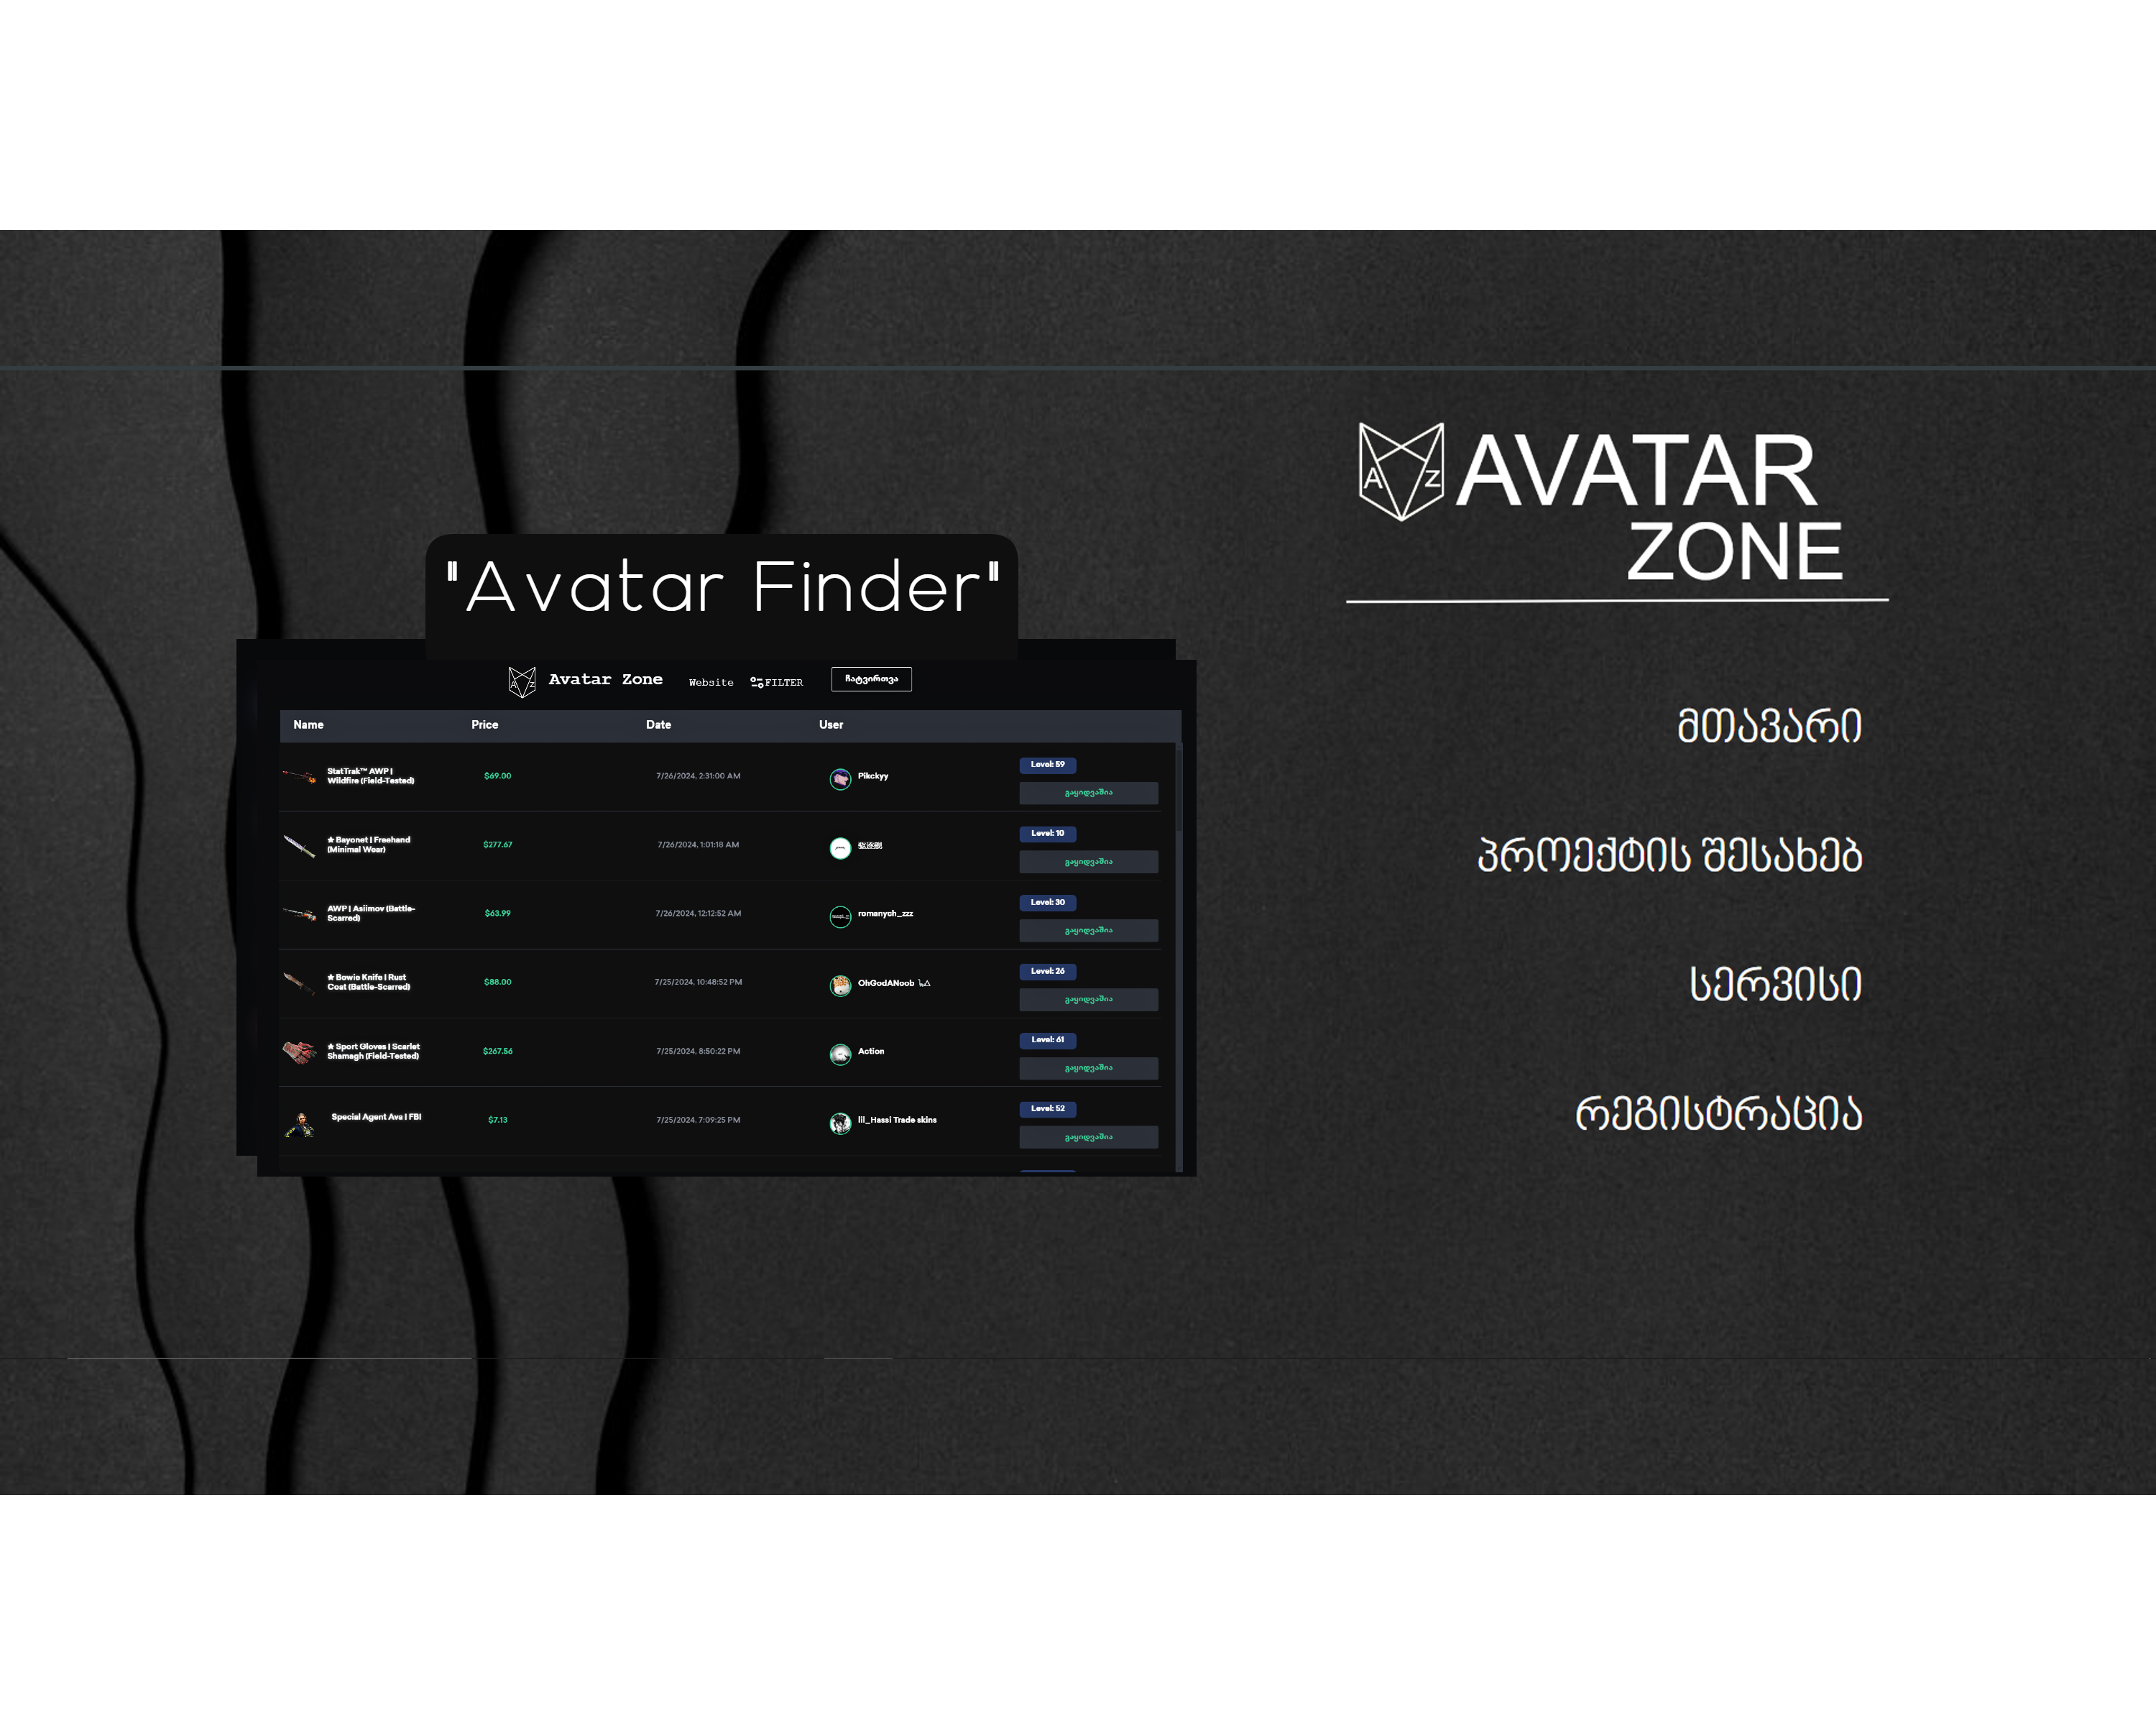 AVATAR
ZONE
A Z
"Avatar Finder"
A Z
Avatar Zone Website FILTER ჩატვირთვა
Name Price Date User
StatTrak™ AWP |
Wildfire (Field-Tested)
$69.00 7/26/2024, 2:31:00 AM Pikckyy
Level: 59
გაყიდვაშია
★ Bayonet | Freehand
(Minimal Wear)
$277.67 7/26/2024, 1:01:18 AM
Level: 10
გაყიდვაშია
AWP | Asiimov (Battle-
Scarred)
$63.99 7/26/2024, 12:12:52 AM romanych_zzz
Level: 30
გაყიდვაშია
★ Bowie Knife | Rust
Coat (Battle-Scarred)
$88.00 7/25/2024, 10:48:52 PM OhGodANoob
Level: 26
გაყიდვაშია
★ Sport Gloves | Scarlet
Shamagh (Field-Tested)
$267.56 7/25/2024, 8:50:22 PM Action
Level: 61
გაყიდვაშია
Special Agent Ava | FBI
$7.13 7/25/2024, 7:09:25 PM lil_Hassi Trade skins
Level: 52
გაყიდვაშია
მთავარი
პროექტის შესახებ
სერვისი
რეგისტრაცია